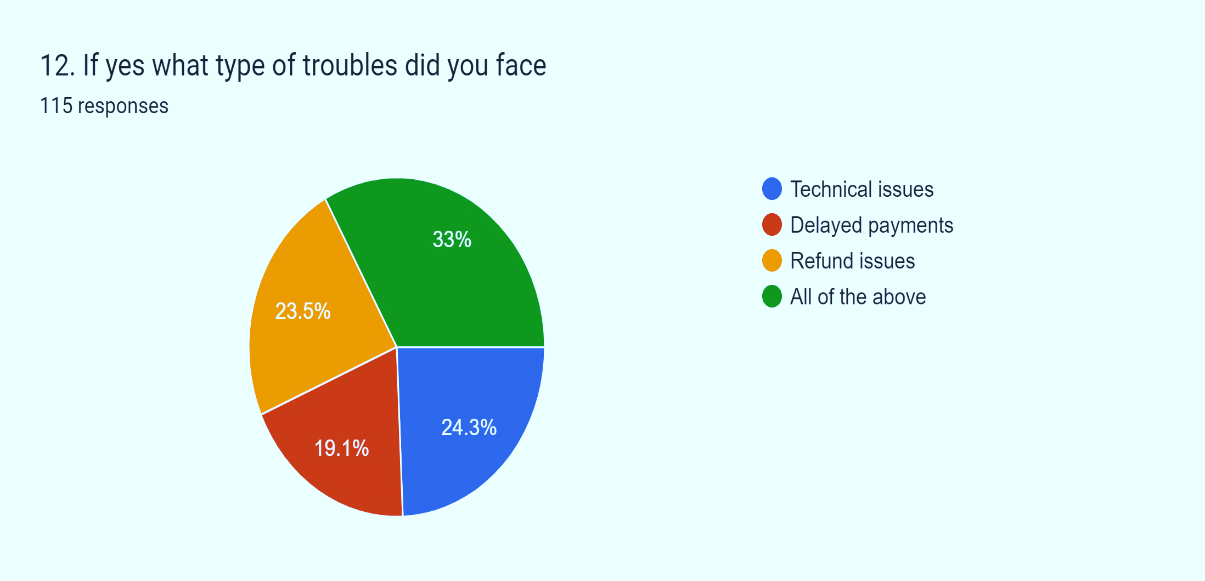 12. If yes what type of troubles did you face
115 responses
Technical issues
Delayed payments
Refund issues
All of the above
33%
23.5%
24.3%
19.1%